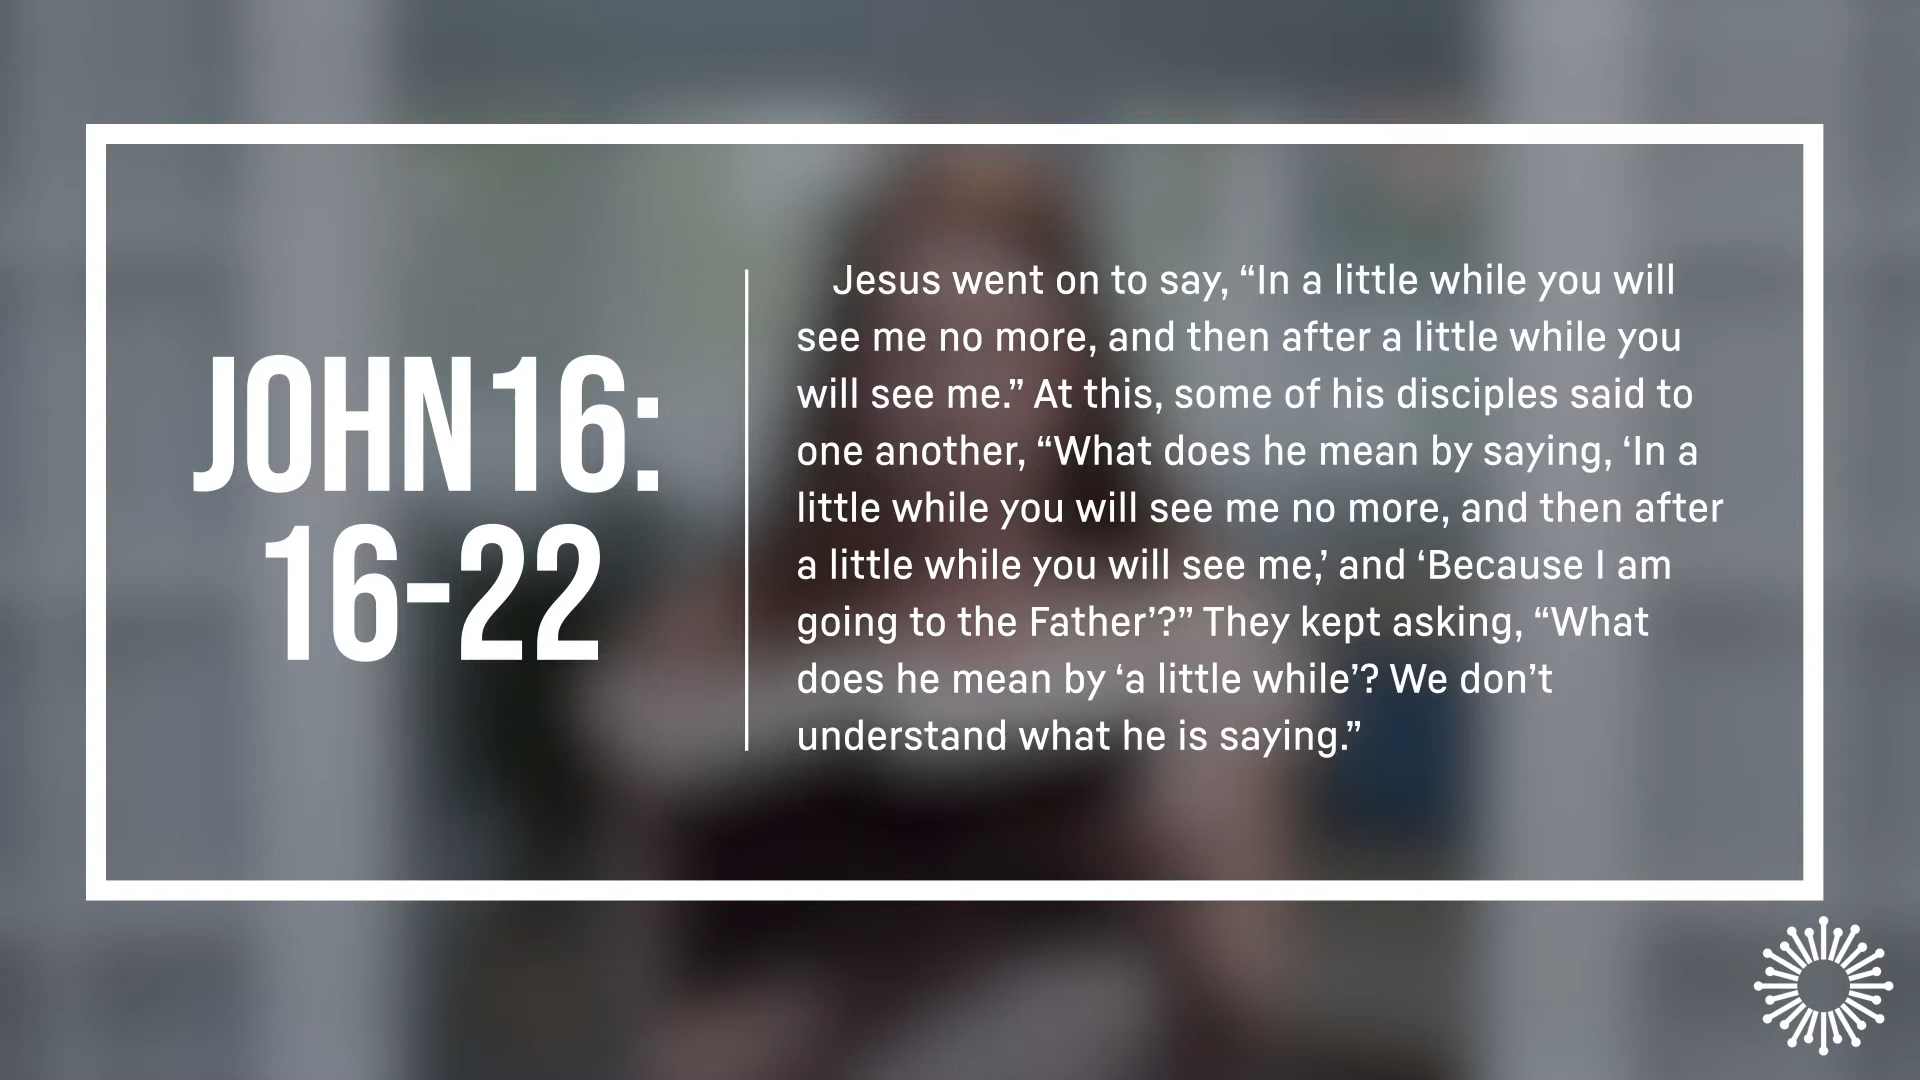 JOHN 16:
16-22
Jesus went on to say, “In a little while you will
see me no more, and then after a little while you
will see me.” At this, some of his disciples said to
one another, “What does he mean by saying, ‘In a
little while you will see me no more, and then after
a little while you will see me,’ and ‘Because I am
going to the Father’?” They kept asking, “What
does he mean by ‘a little while’? We don’t
understand what he is saying.”